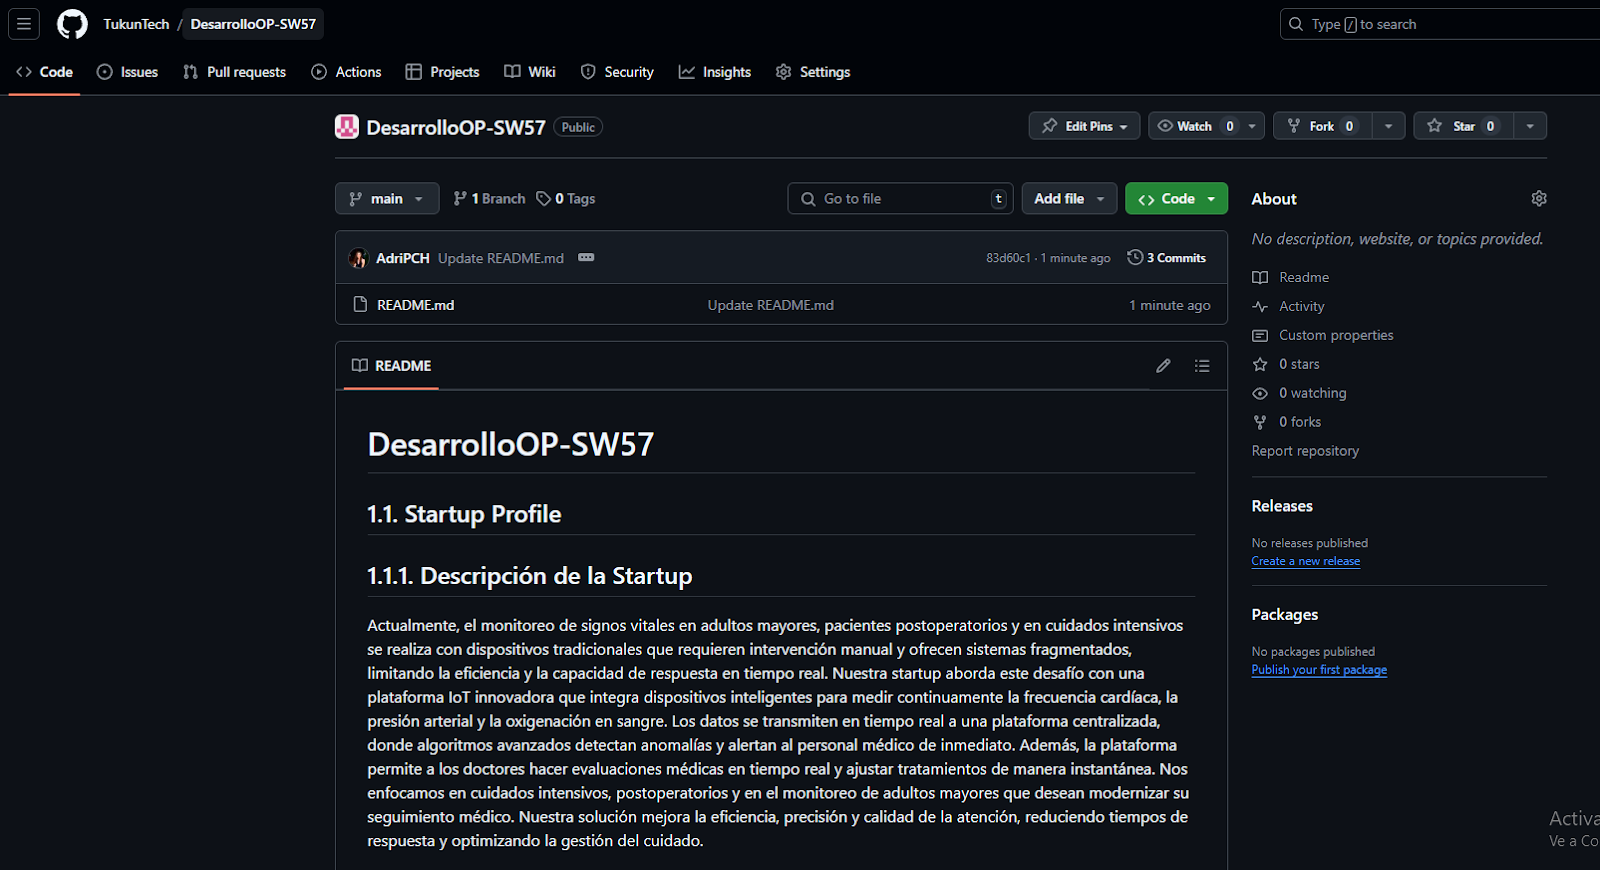 TukunTech / DesarrolloOP-SW57
Type / to search
Code Issues Pull requests Actions Projects Wiki Security Insights Settings
DesarrolloOP-SW57 Public
Edit Pins Watch 0 Fork 0 Star 0
main 1 Branch 0 Tags Go to file t Add file Code
AdriPCH Update README.md 83d60c1 · 1 minute ago 3 Commits
README.md Update README.md 1 minute ago
README
DesarrolloOP-SW57
1.1. Startup Profile
1.1.1. Descripción de la Startup
Actualmente, el monitoreo de signos vitales en adultos mayores, pacientes postoperatorios y en cuidados intensivos
se realiza con dispositivos tradicionales que requieren intervención manual y ofrecen sistemas fragmentados,
limitando la eficiencia y la capacidad de respuesta en tiempo real. Nuestra startup aborda este desafío con una
plataforma IoT innovadora que integra dispositivos inteligentes para medir continuamente la frecuencia cardíaca, la
presión arterial y la oxigenación en sangre. Los datos se transmiten en tiempo real a una plataforma centralizada,
donde algoritmos avanzados detectan anomalías y alertan al personal médico de inmediato. Además, la plataforma
permite a los doctores hacer evaluaciones médicas en tiempo real y ajustar tratamientos de manera instantánea. Nos
enfocamos en cuidados intensivos, postoperatorios y en el monitoreo de adultos mayores que desean modernizar su
seguimiento médico. Nuestra solución mejora la eficiencia, precisión y calidad de la atención, reduciendo tiempos de
respuesta y optimizando la gestión del cuidado.
About
No description, website, or topics provided.
Readme
Activity
Custom properties
0 stars
0 watching
0 forks
Report repository
Releases
No releases published
Create a new release
Packages
No packages published
Publish your first package
Activa
Ve a Co